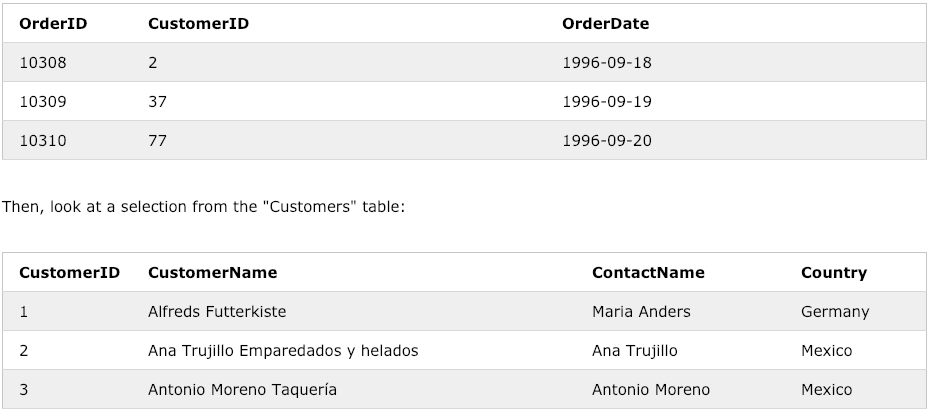 OrderID CustomerID OrderDate
10308 2 1996-09-18
10309 37 1996-09-19
10310 77 1996-09-20
Then, look at a selection from the "Customers" table:
CustomerID CustomerName ContactName Country
1 Alfreds Futterkiste Maria Anders Germany
2 Ana Trujillo Emparedados y helados Ana Trujillo Mexico
3 Antonio Moreno Taquería Antonio Moreno Mexico